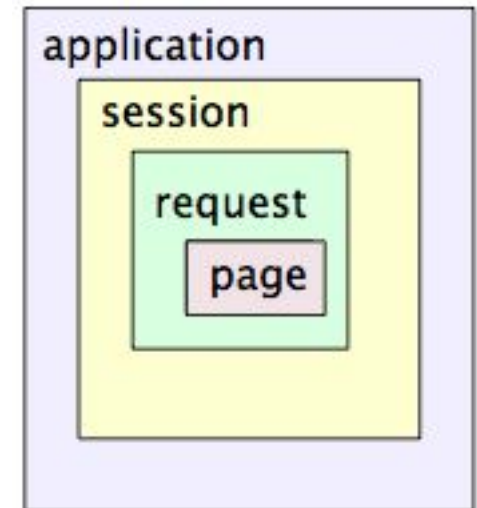 application
session
request
page